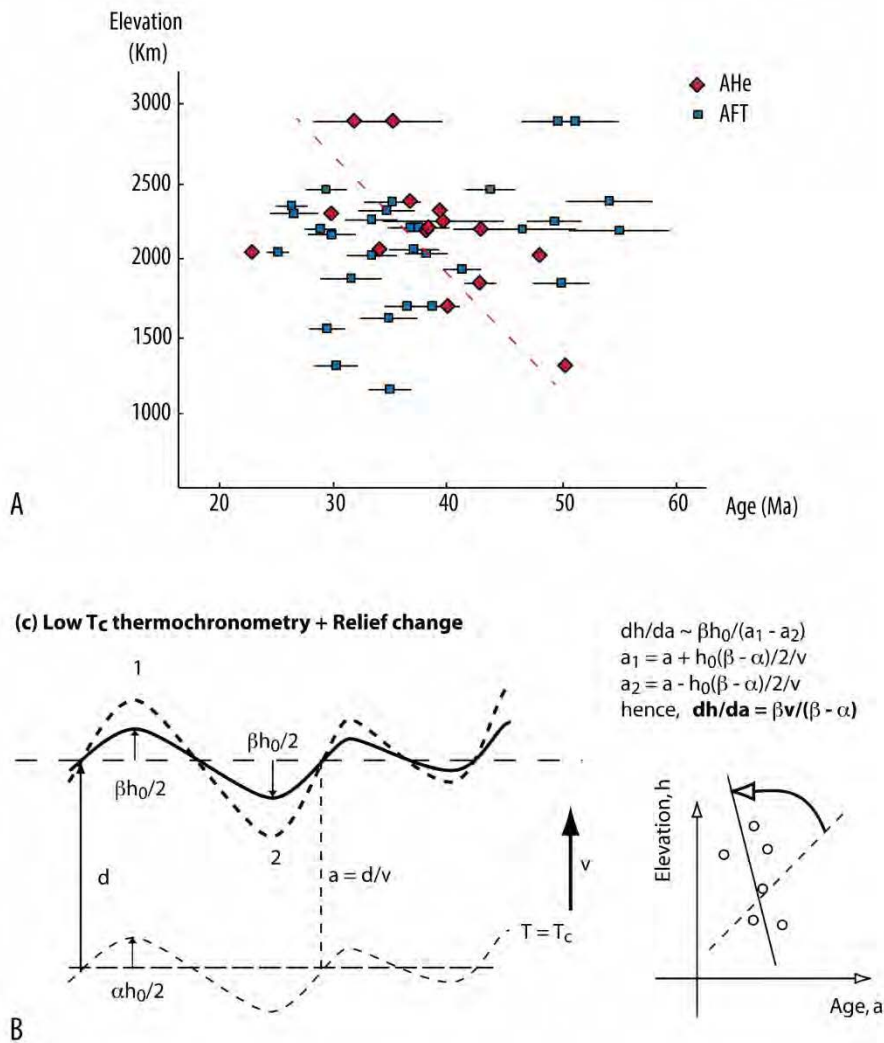 Elevation
(Km)
AHe
AFT
3000
2500
2000
1500
1000
20
30
40
50
60
Age (Ma)
A
(c) Low Tc thermochronometry + Relief change
dh/da ~ βh₀/(a₁ - a₂)
a₁ = a + h₀(β - α)/2/v
a₂ = a - h₀(β - α)/2/v
hence, dh/da = βv/(β - α)
1
βh₀/2
βh₀/2
2
d
a = d/v
v
T = Tc
αh₀/2
Elevation, h
Age, a
B